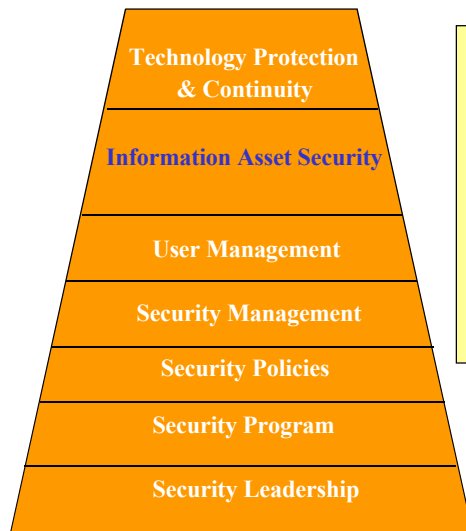 Technology Protection
& Continuity
Information Asset Security
User Management
Security Management
Security Policies
Security Program
Security Leadership